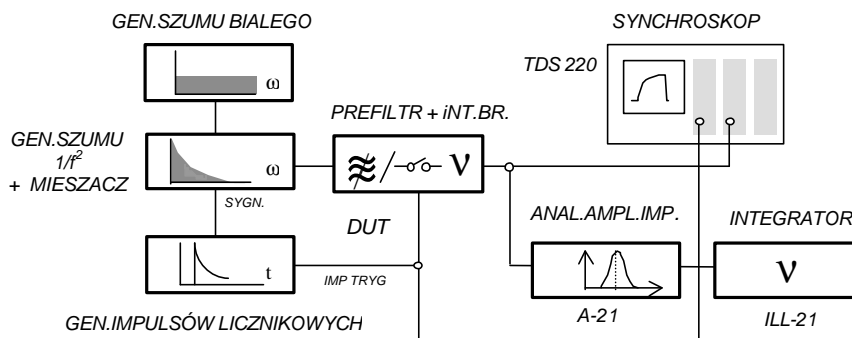 GEN.SZUMU BIALEGO
SYNCHROSKOP
TDS 220
ω
PREFILTR + iNT.BR.
GEN.SZUMU
1/f²
+ MIESZACZ
ω
ν
SYGN.
DUT
ANAL.AMPL.IMP.
INTEGRATOR
t
IMP TRYG
ν
GEN.IMPULSÓW LICZNIKOWYCH
A-21
ILL-21